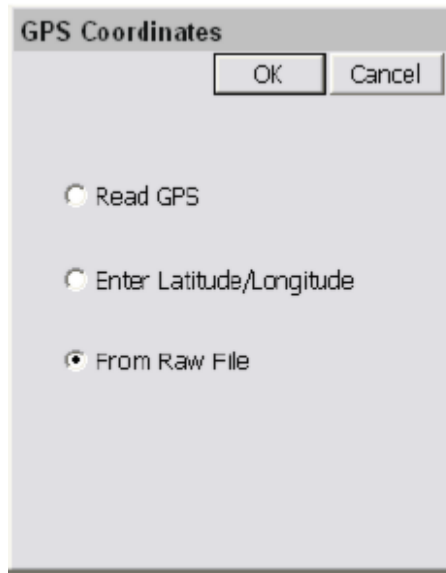 GPS Coordinates
OK Cancel
Read GPS
Enter Latitude/Longitude
From Raw File